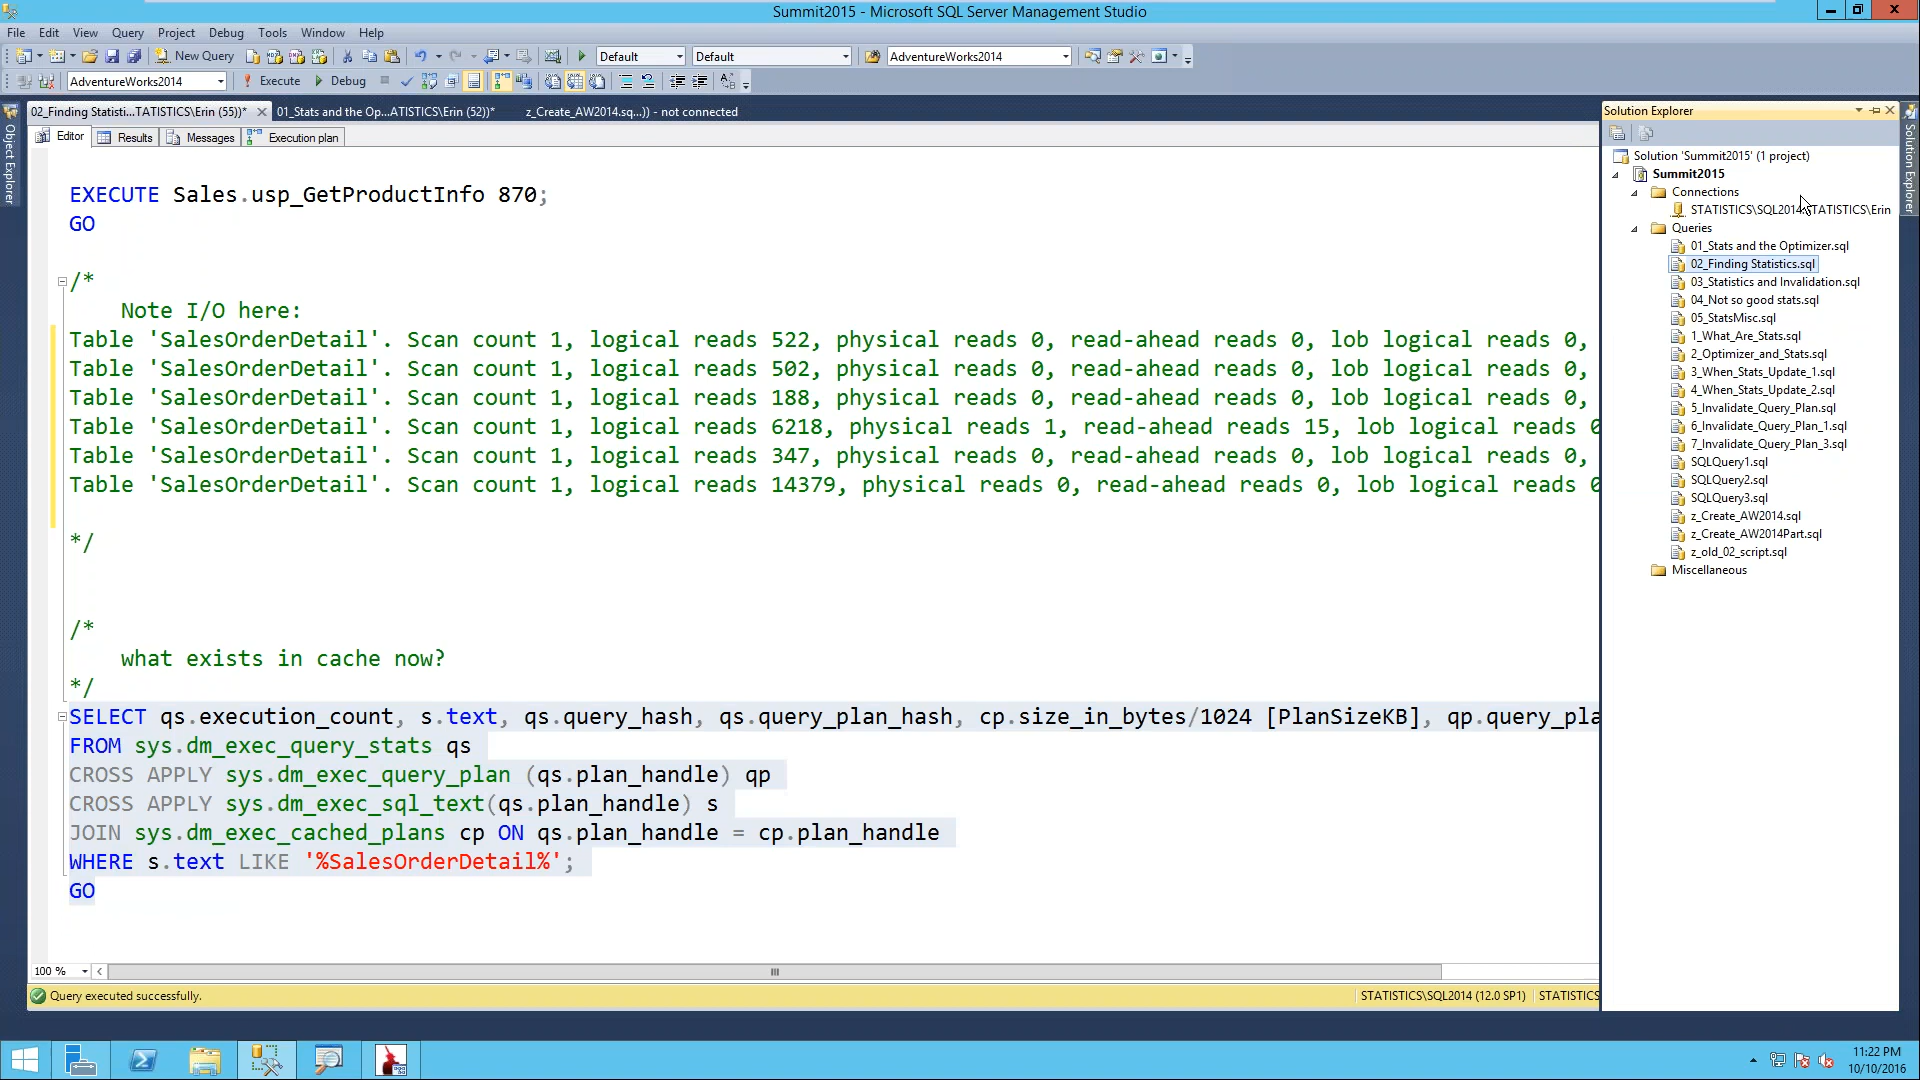 Summit2015 - Microsoft SQL Server Management Studio
File Edit View Query Project Debug Tools Window Help
New Query Default Default AdventureWorks2014
AdventureWorks2014 Execute Debug
02_Finding Statisti...TATISTICS\Erin (55))* 01_Stats and the Op...ATISTICS\Erin (52))* z_Create_AW2014.sq...)) - not connected
Editor Results Messages Execution plan
Object Explorer
EXECUTE Sales.usp_GetProductInfo 870;
GO
/*
Note I/O here:
Table 'SalesOrderDetail'. Scan count 1, logical reads 522, physical reads 0, read-ahead reads 0, lob logical reads 0,
Table 'SalesOrderDetail'. Scan count 1, logical reads 502, physical reads 0, read-ahead reads 0, lob logical reads 0,
Table 'SalesOrderDetail'. Scan count 1, logical reads 188, physical reads 0, read-ahead reads 0, lob logical reads 0,
Table 'SalesOrderDetail'. Scan count 1, logical reads 6218, physical reads 1, read-ahead reads 15, lob logical reads 0
Table 'SalesOrderDetail'. Scan count 1, logical reads 347, physical reads 0, read-ahead reads 0, lob logical reads 0,
Table 'SalesOrderDetail'. Scan count 1, logical reads 14379, physical reads 0, read-ahead reads 0, lob logical reads 0
*/
/*
what exists in cache now?
*/
SELECT qs.execution_count, s.text, qs.query_hash, qs.query_plan_hash, cp.size_in_bytes/1024 [PlanSizeKB], qp.query_pla
FROM sys.dm_exec_query_stats qs
CROSS APPLY sys.dm_exec_query_plan (qs.plan_handle) qp
CROSS APPLY sys.dm_exec_sql_text(qs.plan_handle) s
JOIN sys.dm_exec_cached_plans cp ON qs.plan_handle = cp.plan_handle
WHERE s.text LIKE '%SalesOrderDetail%';
GO
100 %
Query executed successfully. STATISTICS\SQL2014 (12.0 SP1) STATISTICS
Solution Explorer
Solution 'Summit2015' (1 project)
Summit2015
Connections
STATISTICS\SQL2014 TATISTICS\Erin
Queries
01_Stats and the Optimizer.sql
02_Finding Statistics.sql
03_Statistics and Invalidation.sql
04_Not so good stats.sql
05_StatsMisc.sql
1_What_Are_Stats.sql
2_Optimizer_and_Stats.sql
3_When_Stats_Update_1.sql
4_When_Stats_Update_2.sql
5_Invalidate_Query_Plan.sql
6_Invalidate_Query_Plan_1.sql
7_Invalidate_Query_Plan_3.sql
SQLQuery1.sql
SQLQuery2.sql
SQLQuery3.sql
z_Create_AW2014.sql
z_Create_AW2014Part.sql
z_old_02_script.sql
Miscellaneous
Solution Explorer
11:22 PM
10/10/2016